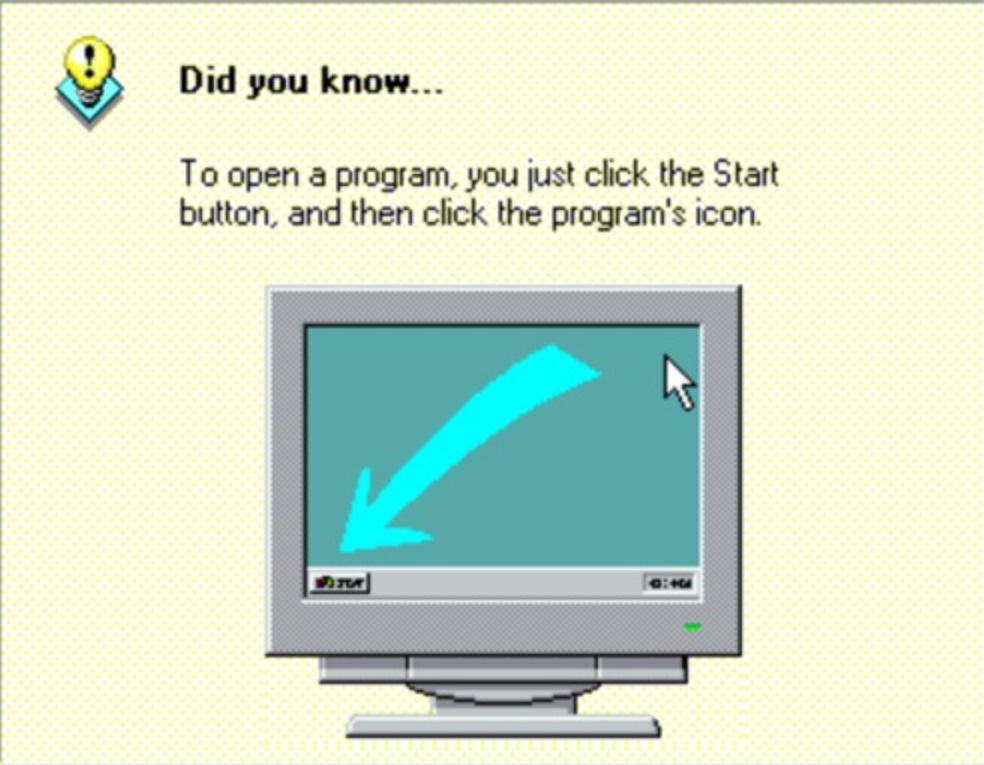 Did you know...
To open a program, you just click the Start
button, and then click the program's icon.